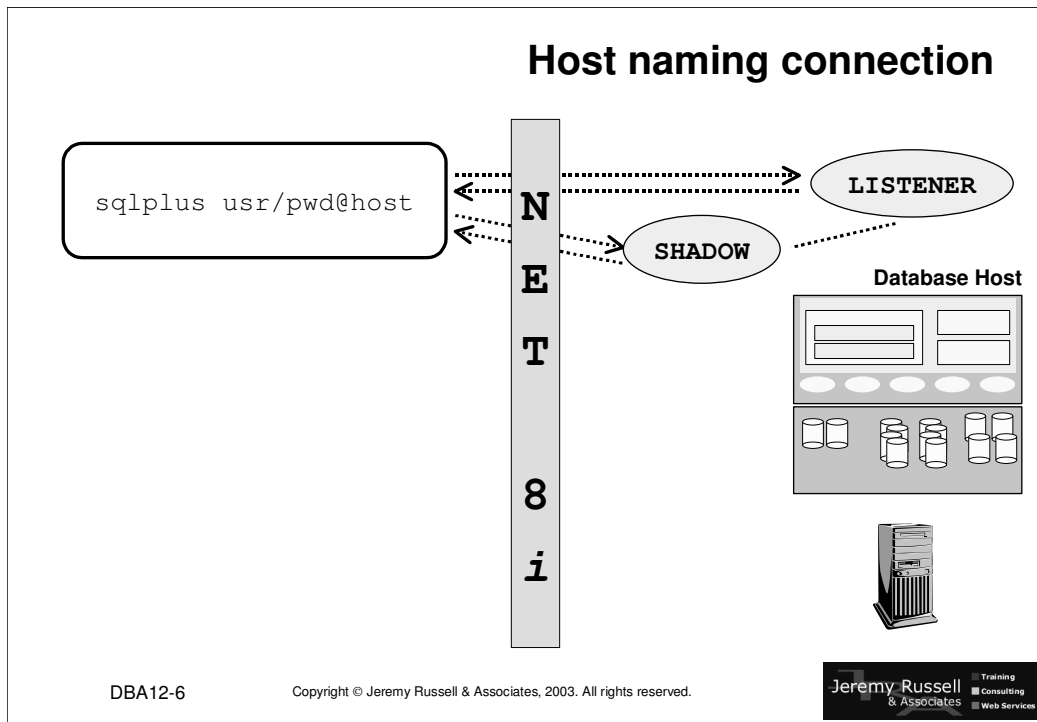 Host naming connection
sqlplus usr/pwd@host
N
E
T
8
i
LISTENER
SHADOW
Database Host
DBA12-6
Copyright © Jeremy Russell & Associates, 2003. All rights reserved.
Jeremy Russell
& Associates
Training
Consulting
Web Services